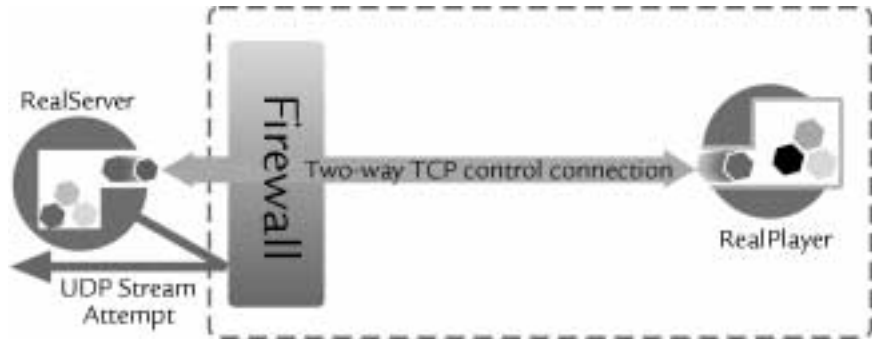 RealServer
Firewall
Two-way TCP control connection
RealPlayer
UDP Stream
Attempt